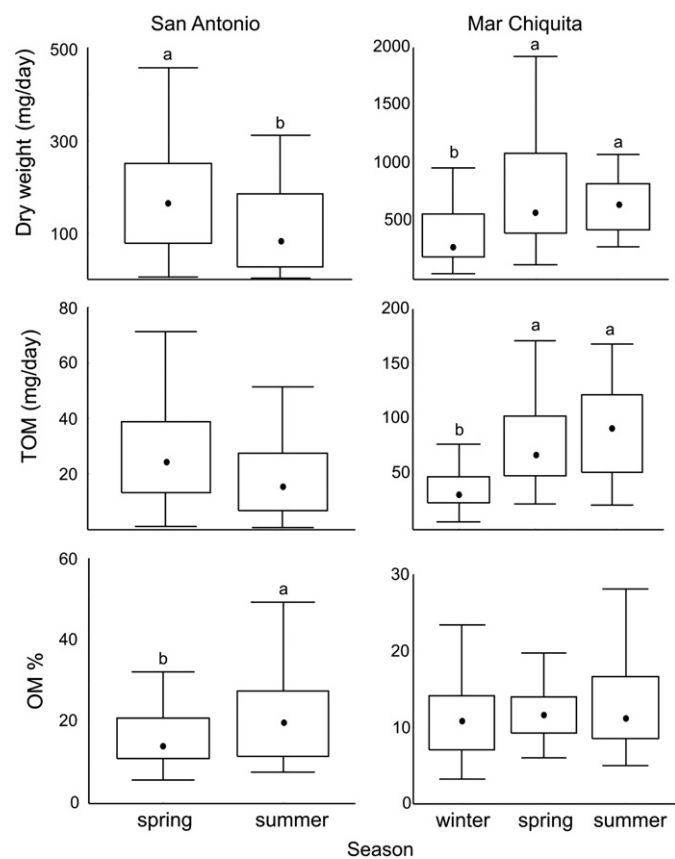 San Antonio
Mar Chiquita
Dry weight (mg/day)
500
300
100
a
b
2000
1500
1000
500
b
a
a
TOM (mg/day)
80
60
40
20
200
150
100
50
b
a
a
OM %
60
40
20
0
b
a
30
20
10
0
spring
summer
winter
spring
summer
Season